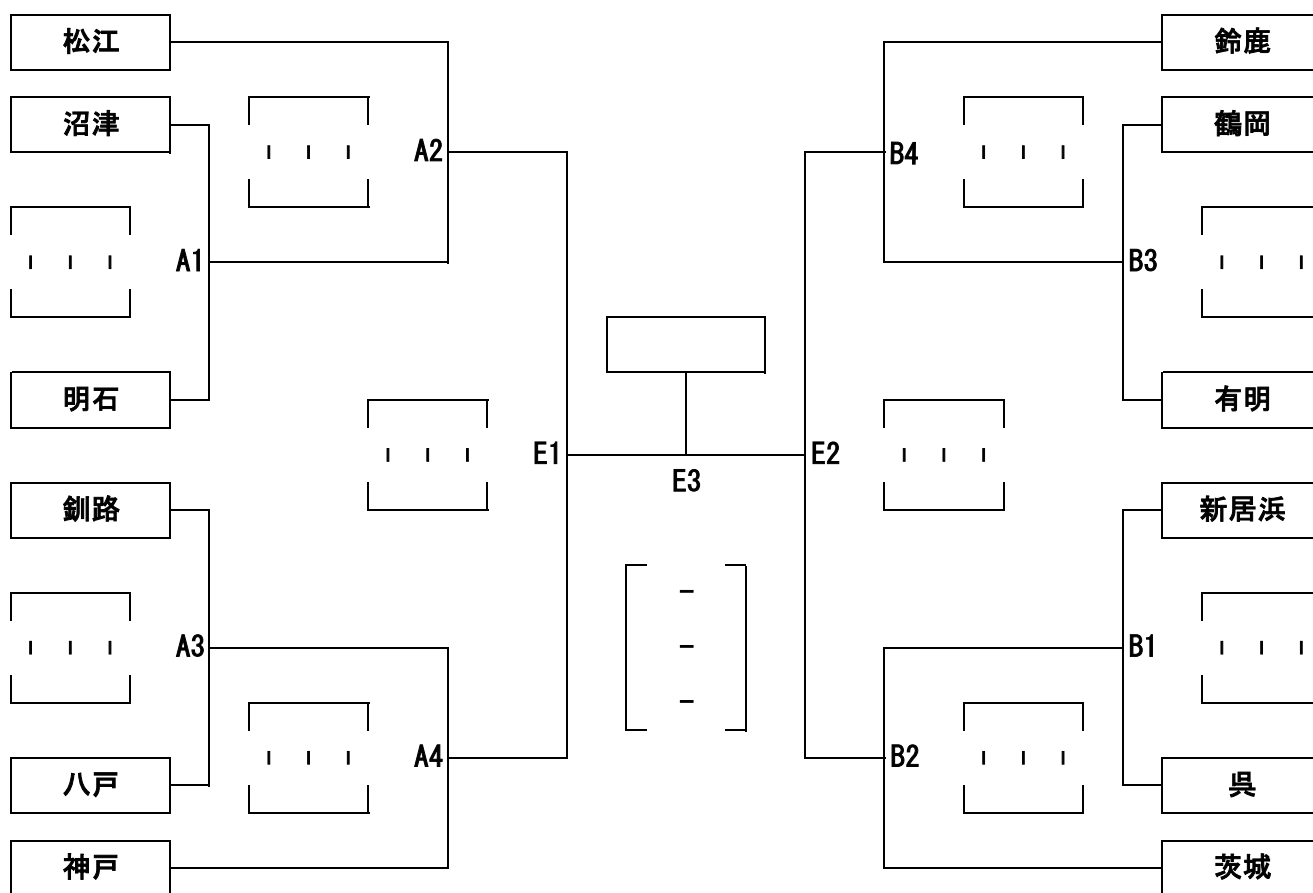 松江
鈴鹿
沼津
鶴岡
A2
B4
A1
B3
明石
有明
E1
E2
E3
釧路
新居浜
－
A3
－
B1
－
A4
B2
八戸
呉
神戸
茨城